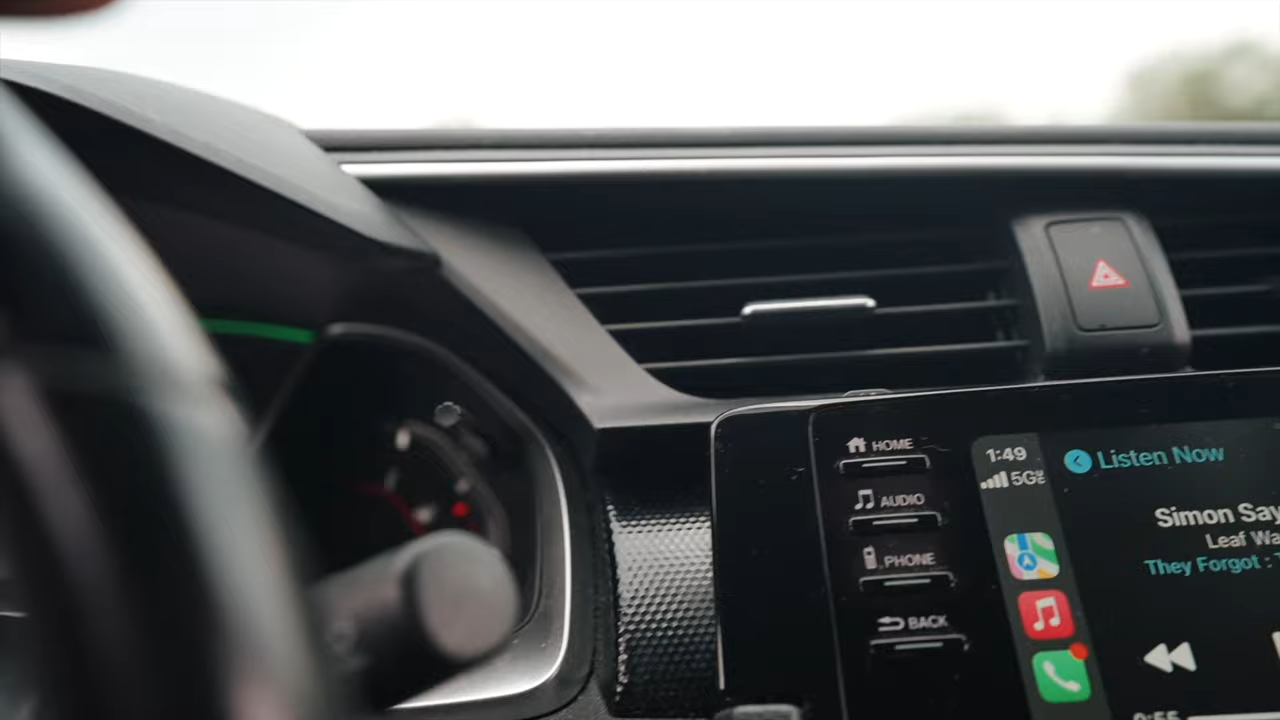 HOME
AUDIO
PHONE
BACK
1:49
5G
Listen Now
Simon Say
Leaf Wa
They Forgot :